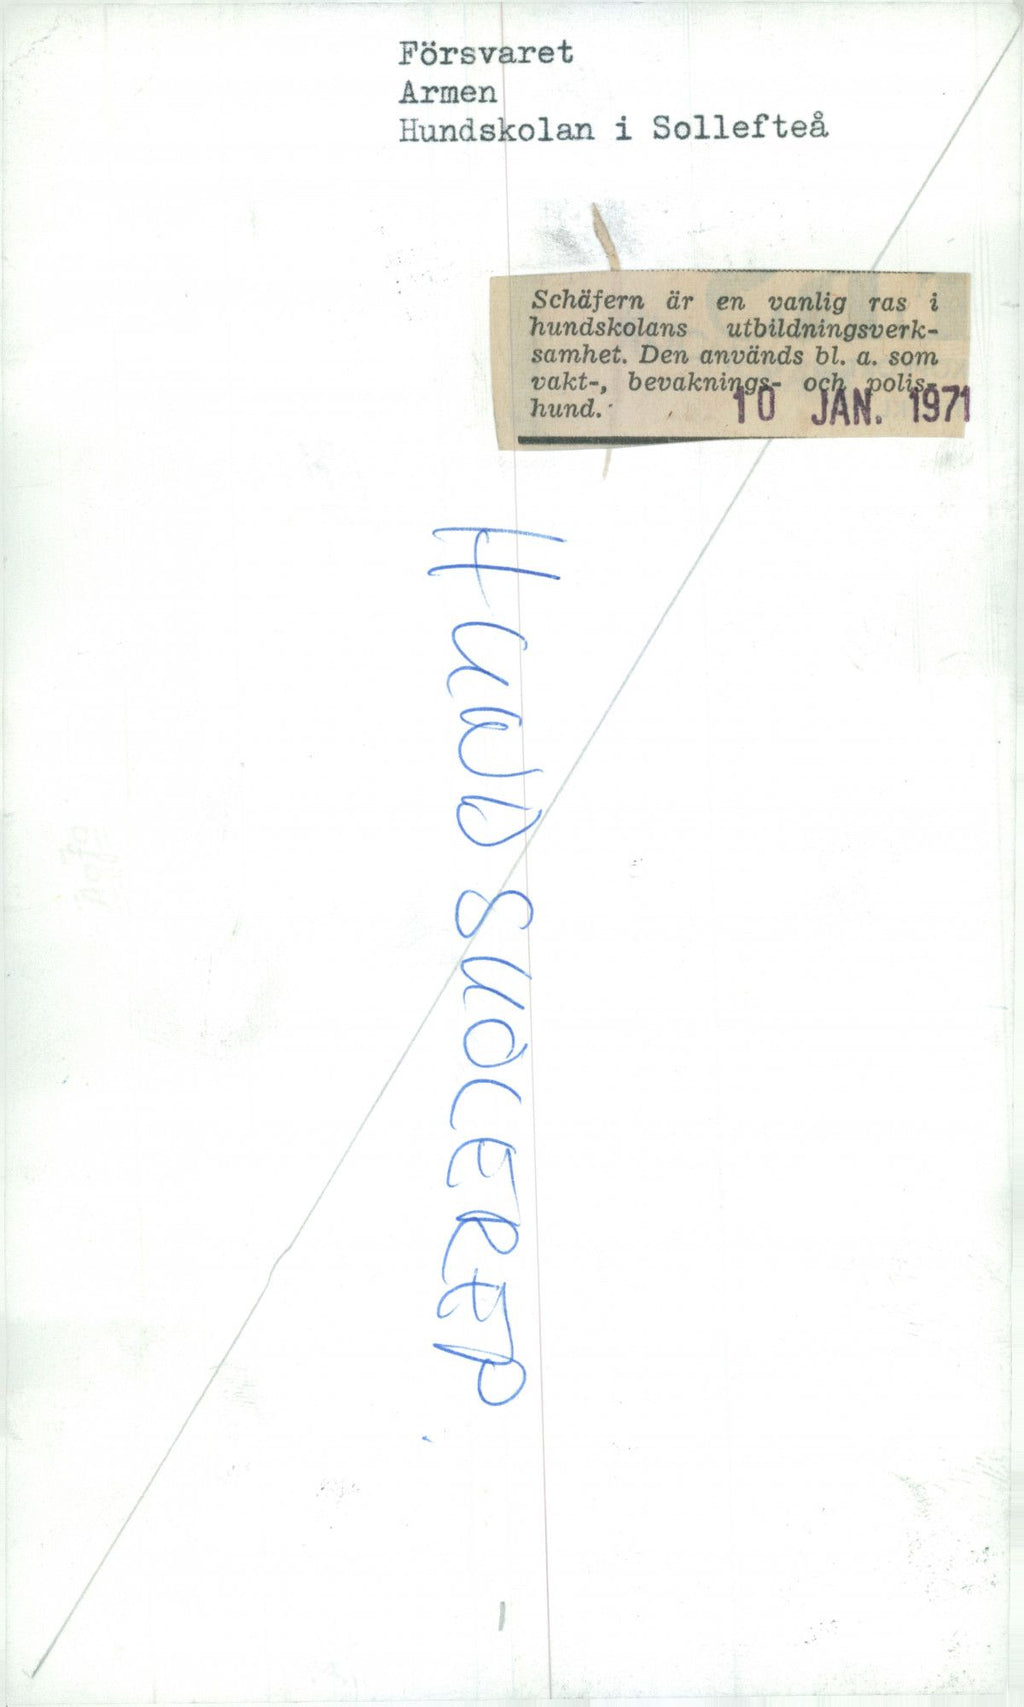 Försvaret
Armen
Hundskolan i Sollefteå
Schäfern är en vanlig ras i
hundskolans utbildningsverk-
samhet. Den används bl. a. som
vakt-, bevaknings- och polis-
hund.
10 JAN. 1971
HUND